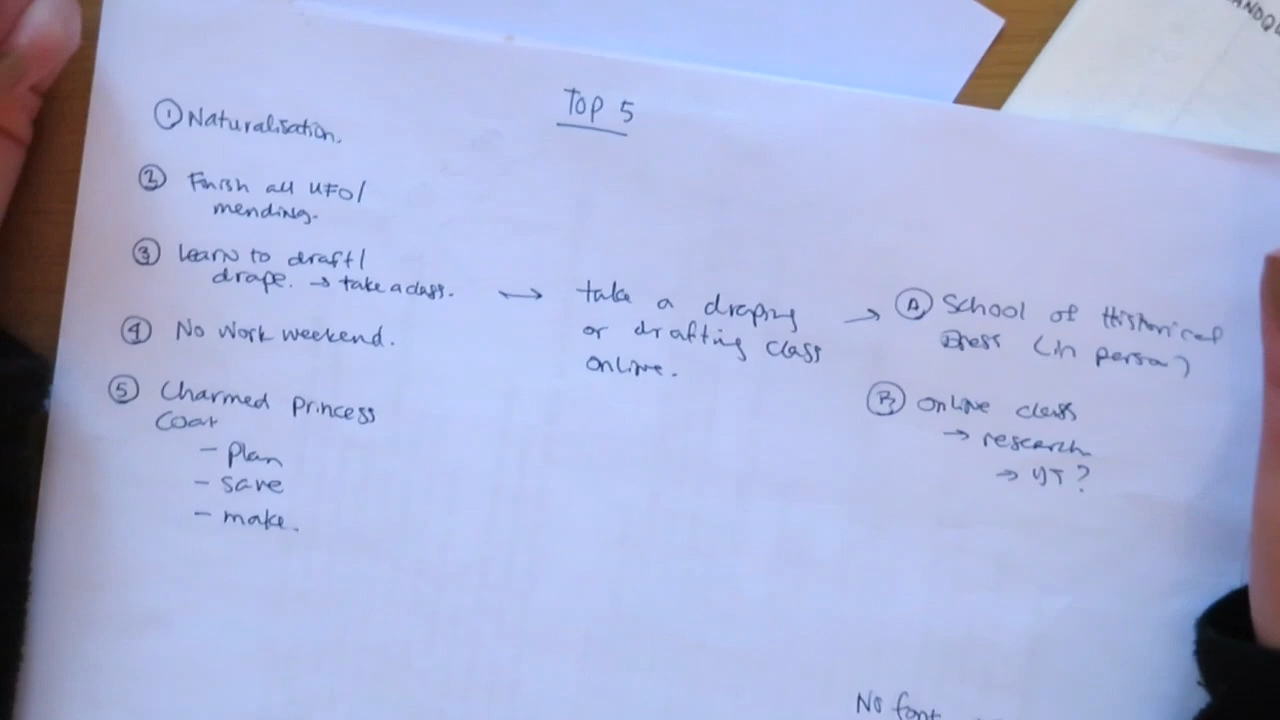 TOP 5
① Naturalisation.
② Finish all UFO/
mending.
③ Learn to draft/
drape. → take a class. → take a draping
or drafting class
online.
→ Ⓐ School of Historical
Dress (in person)
Ⓑ online class
→ research
→ YT?
④ No work weekend.
⑤ Charmed Princess
Coat
- Plan
- save
- make.
No font